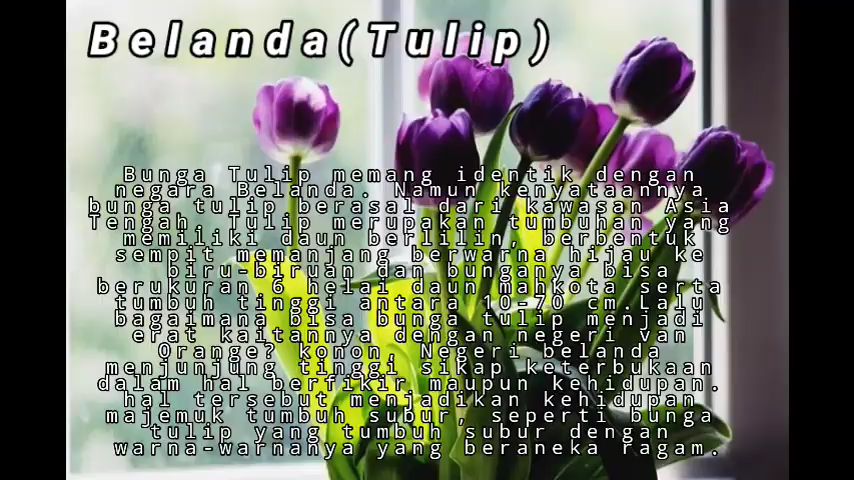 Belanda(Tulip)
Bunga Tulip memang identik dengan
negara Belanda. Namun kenyataannya
bunga tulip berasal dari kawasan Asia
Tengah. Tulip merupakan tumbuhan yang
memiliki daun berlilin, berbentuk
sempit memanjang berwarna hijau ke
biru-biruan dan bunganya bisa
berukuran 6 helai daun mahkota serta
tumbuh tinggi antara 10-70 cm.Lalu
bagaimana bisa bunga tulip menjadi
erat kaitannya dengan negeri van
Orange? konon, Negeri belanda
menjunjung tinggi sikap keterbukaan
dalam hal berfikir maupun kehidupan.
hal tersebut menjadikan kehidupan
majemuk tumbuh subur, seperti bunga
tulip yang tumbuh subur dengan
warna-warnanya yang beraneka ragam.